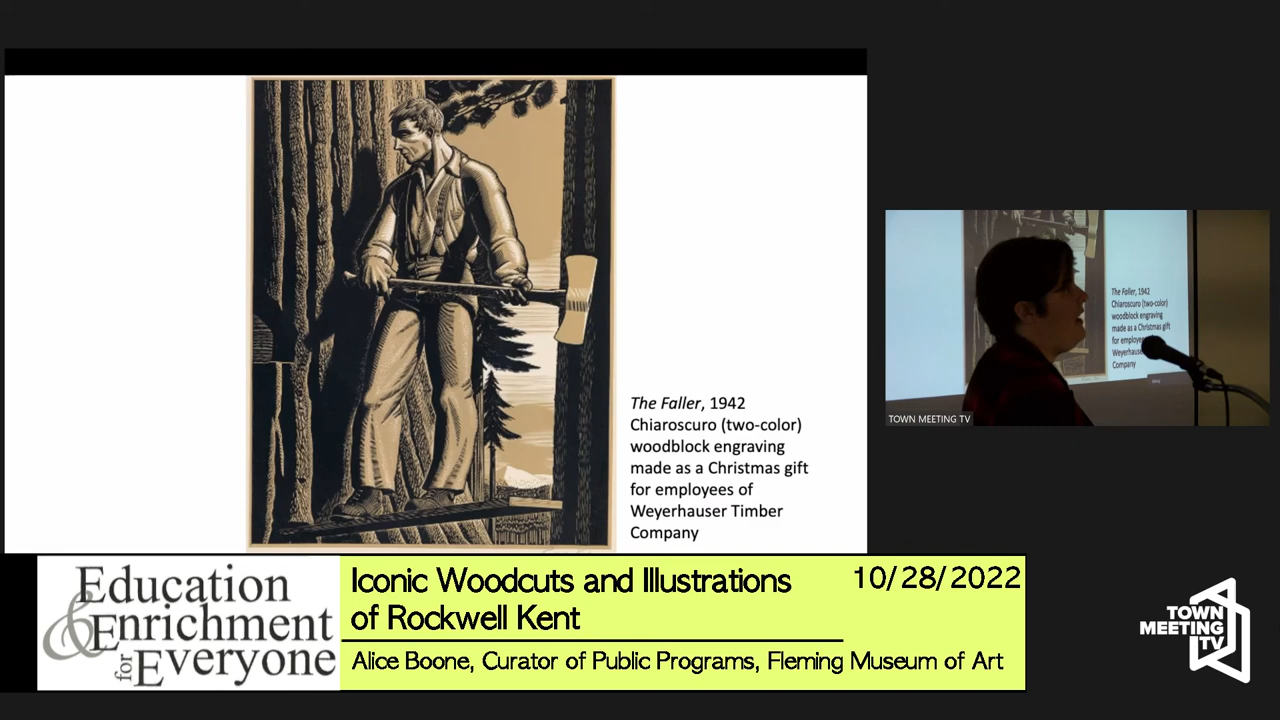 The Faller, 1942
Chiaroscuro (two-color)
woodblock engraving
made as a Christmas gift
for employees of
Weyerhauser Timber
Company
The Faller, 1942
Chiaroscuro (two-color)
woodblock engraving
made as a Christmas gift
for employees
Weyerhauser
Company
TOWN MEETING TV
Education
& Enrichment
for Everyone
Iconic Woodcuts and Illustrations
of Rockwell Kent
10/28/2022
Alice Boone, Curator of Public Programs, Fleming Museum of Art
TOWN
MEETING
TV